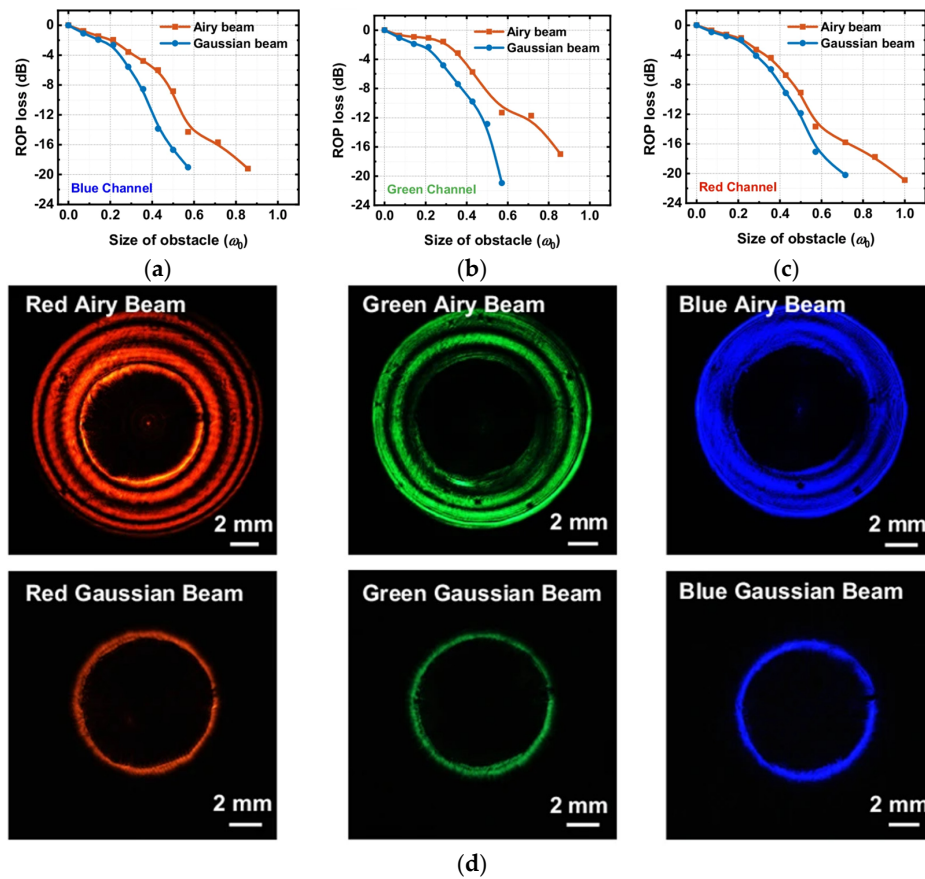 Airy beam
Gaussian beam
0
-4
-8
-12
-16
-20
-24
ROP loss (dB)
Blue Channel
0.0 0.2 0.4 0.6 0.8 1.0
Size of obstacle (ω₀)
(a)
Airy beam
Gaussian beam
0
-4
-8
-12
-16
-20
-24
ROP loss (dB)
Green Channel
0.0 0.2 0.4 0.6 0.8 1.0
Size of obstacle (ω₀)
(b)
Airy beam
Gaussian beam
0
-4
-8
-12
-16
-20
-24
ROP loss (dB)
Red Channel
0.0 0.2 0.4 0.6 0.8 1.0
Size of obstacle (ω₀)
(c)
Red Airy Beam
2 mm
Green Airy Beam
2 mm
Blue Airy Beam
2 mm
Red Gaussian Beam
2 mm
Green Gaussian Beam
2 mm
Blue Gaussian Beam
2 mm
(d)